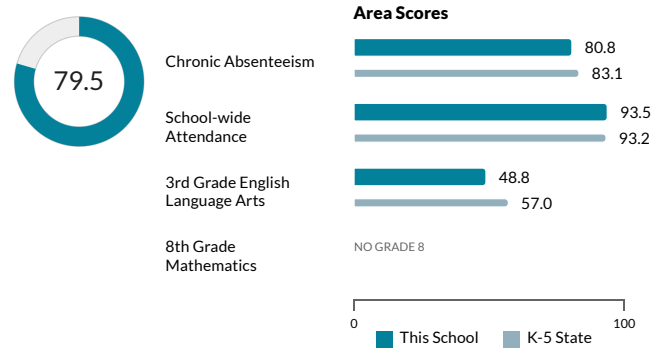 Area Scores
79.5
Chronic Absenteeism
80.8
83.1
School-wide
Attendance
93.5
93.2
3rd Grade English
Language Arts
48.8
57.0
8th Grade
Mathematics
NO GRADE 8
0
100
This School
K-5 State